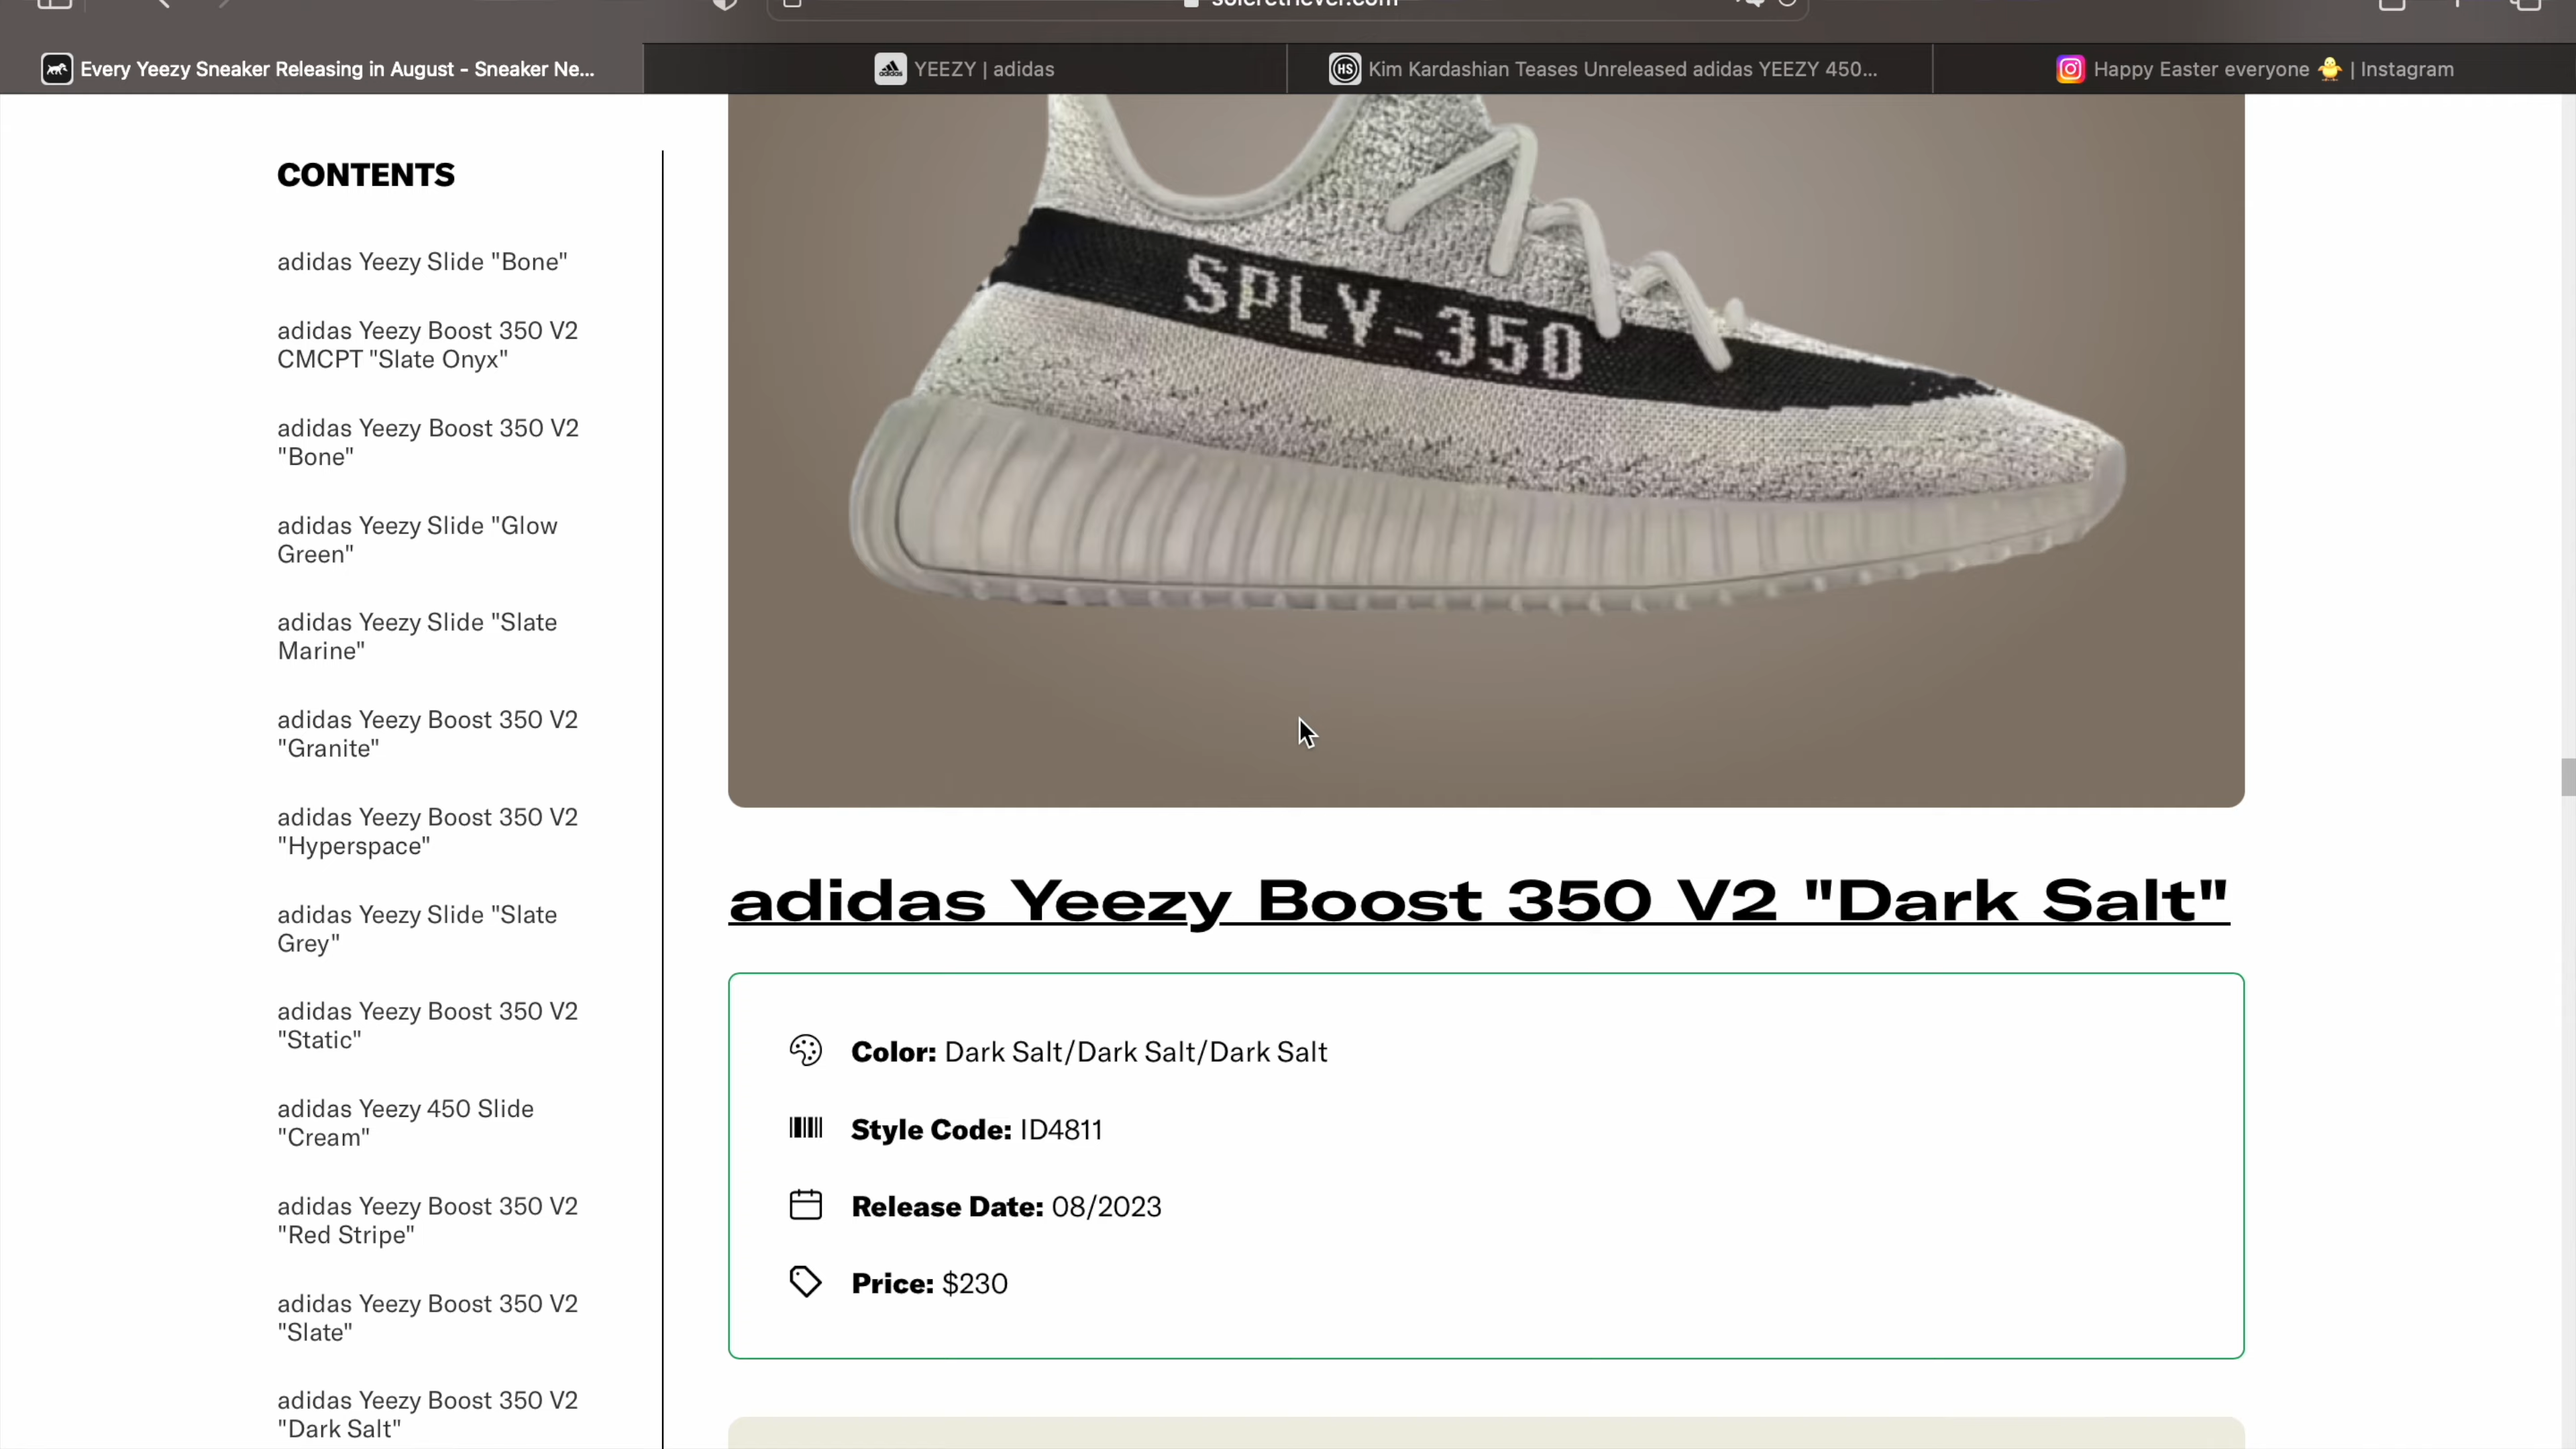 Every Yeezy Sneaker Releasing in August - Sneaker Ne...
YEEZY | adidas
HS
Kim Kardashian Teases Unreleased adidas YEEZY 450...
Happy Easter everyone 🐥 | Instagram
CONTENTS
adidas Yeezy Slide "Bone"
adidas Yeezy Boost 350 V2
CMCPT "Slate Onyx"
adidas Yeezy Boost 350 V2
"Bone"
adidas Yeezy Slide "Glow
Green"
adidas Yeezy Slide "Slate
Marine"
adidas Yeezy Boost 350 V2
"Granite"
adidas Yeezy Boost 350 V2
"Hyperspace"
adidas Yeezy Slide "Slate
Grey"
adidas Yeezy Boost 350 V2
"Static"
adidas Yeezy 450 Slide
"Cream"
adidas Yeezy Boost 350 V2
"Red Stripe"
adidas Yeezy Boost 350 V2
"Slate"
adidas Yeezy Boost 350 V2
"Dark Salt"
SPLY-350
adidas Yeezy Boost 350 V2 "Dark Salt"
Color: Dark Salt/Dark Salt/Dark Salt
Style Code: ID4811
Release Date: 08/2023
Price: $230